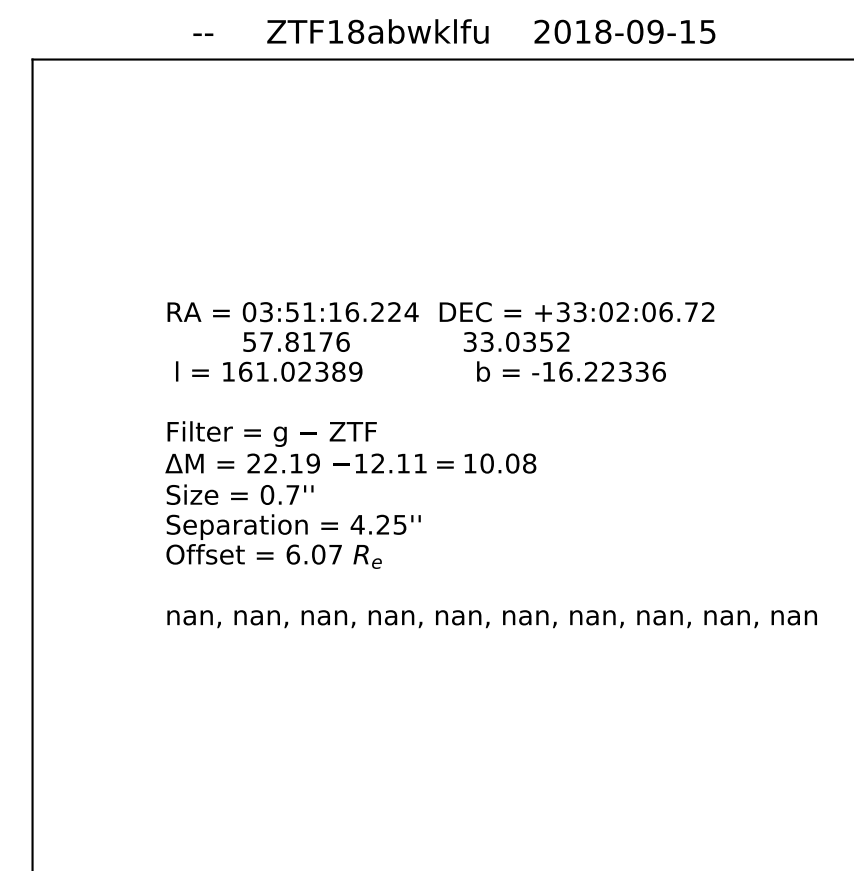 -- ZTF18abwklfu 2018-09-15
RA = 03:51:16.224 DEC = +33:02:06.72
57.8176 33.0352
l = 161.02389 b = -16.22336
Filter = g − ZTF
ΔM = 22.19 −12.11 = 10.08
Size = 0.7''
Separation = 4.25''
Offset = 6.07 Re
nan, nan, nan, nan, nan, nan, nan, nan, nan, nan